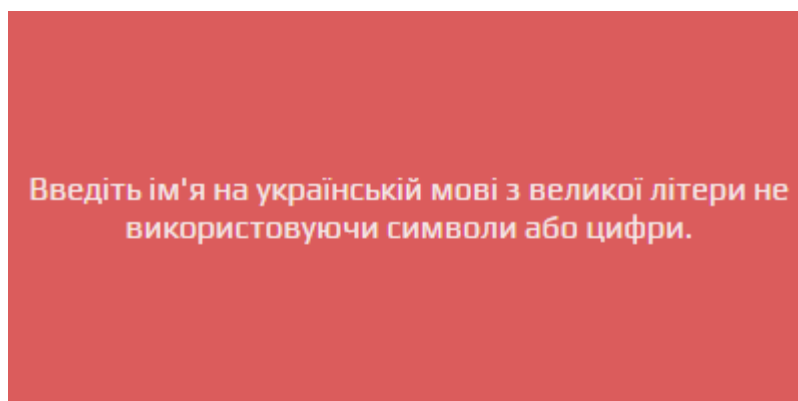 Введіть ім'я на українській мові з великої літери не
використовуючи символи або цифри.